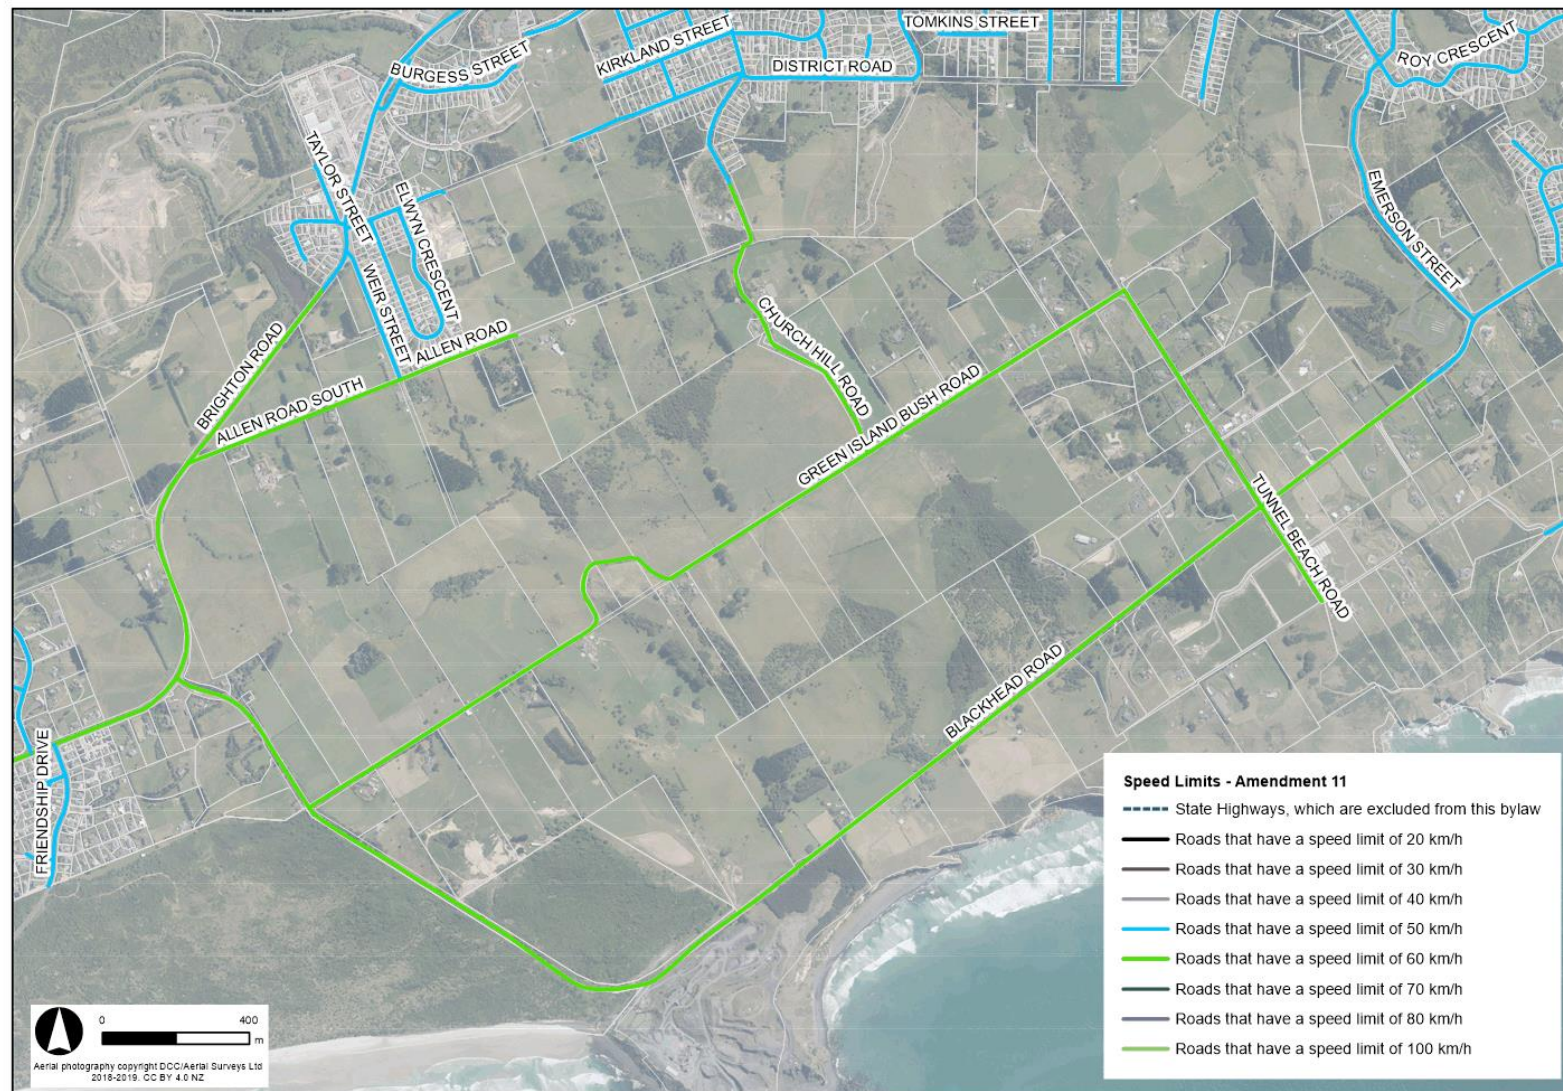 TOMKINS STREET
KIRKLAND STREET
ROY CRESCENT
BURGESS STREET
DISTRICT ROAD
TAYLOR STREET
ELWYN CRESCENT
EMERSON STREET
WEIR STREET
BRIGHTON ROAD
ALLEN ROAD
CHURCH HILL ROAD
ALLEN ROAD SOUTH
GREEN ISLAND BUSH ROAD
TUNNEL BEACH ROAD
BLACKHEAD ROAD
FRIENDSHIP DRIVE
Speed Limits - Amendment 11
State Highways, which are excluded from this bylaw
Roads that have a speed limit of 20 km/h
Roads that have a speed limit of 30 km/h
Roads that have a speed limit of 40 km/h
Roads that have a speed limit of 50 km/h
Roads that have a speed limit of 60 km/h
Roads that have a speed limit of 70 km/h
Roads that have a speed limit of 80 km/h
Roads that have a speed limit of 100 km/h
0 400
m
Aerial photography copyright DCC/Aerial Surveys Ltd
2018-2019. CC BY 4.0 NZ